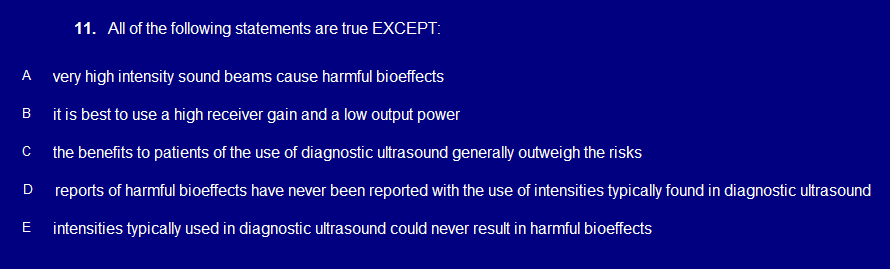 11. All of the following statements are true EXCEPT:
A very high intensity sound beams cause harmful bioeffects
B it is best to use a high receiver gain and a low output power
C the benefits to patients of the use of diagnostic ultrasound generally outweigh the risks
D reports of harmful bioeffects have never been reported with the use of intensities typically found in diagnostic ultrasound
E intensities typically used in diagnostic ultrasound could never result in harmful bioeffects